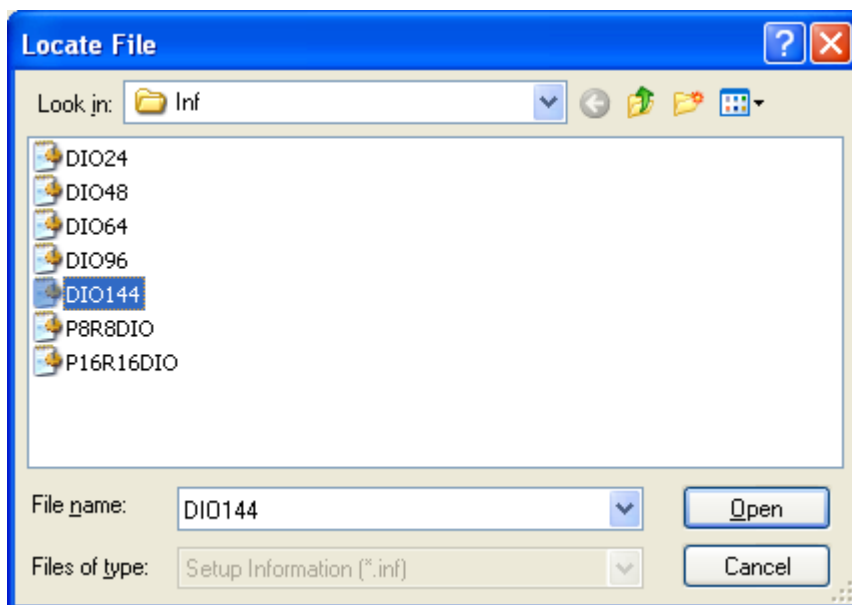 Locate File
Look in: Inf
DIO24
DIO48
DIO64
DIO96
DIO144
P8R8DIO
P16R16DIO
File name: DIO144 Open
Files of type: Setup Information (*.inf) Cancel